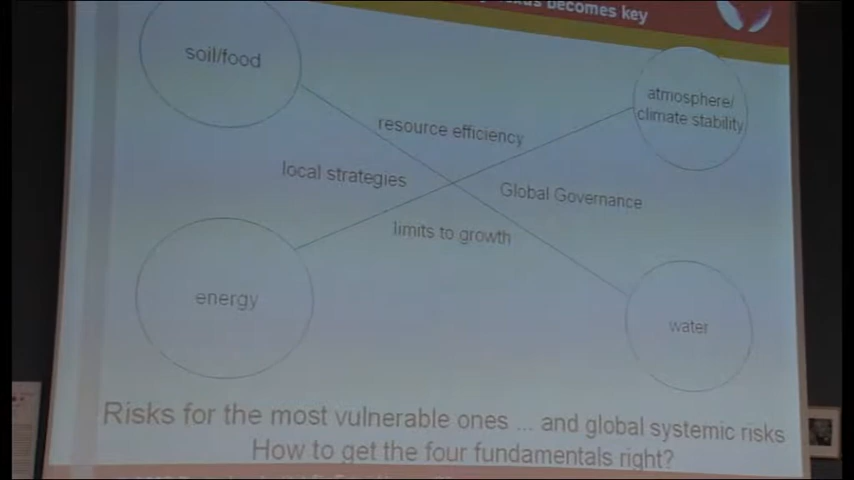 becomes key
soil/food
atmosphere/
climate stability
resource efficiency
local strategies
Global Governance
limits to growth
energy
water
Risks for the most vulnerable ones ... and global systemic risks
How to get the four fundamentals right?